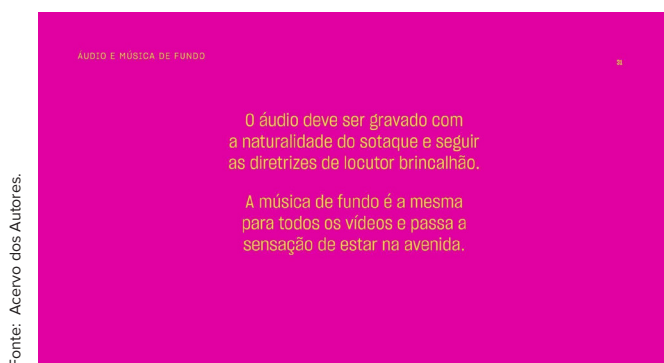 ÁUDIO E MÚSICA DE FUNDO
O áudio deve ser gravado com
a naturalidade do sotaque e seguir
as diretrizes de locutor brincalhão.
A música de fundo é a mesma
para todos os vídeos e passa a
sensação de estar na avenida.
Fonte: Acervo dos Autores.